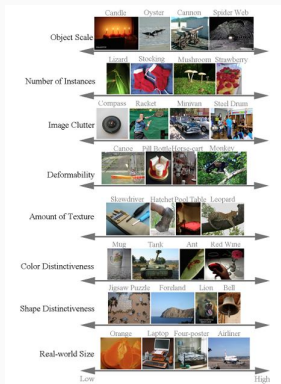 Candle Oyster Cannon Spider Web
Object Scale
Lizard Stocking Mushroom Strawberry
Number of Instances
Compass Racket Minivan Steel Drum
Image Clutter
Canoe Pill Bottle Horse-cart Monkey
Deformability
Skewdriver Hatchet Pool Table Leopard
Amount of Texture
Mug Tank Ant Red Wine
Color Distinctiveness
Jigsaw Puzzle Foreland Lion Bell
Shape Distinctiveness
Orange Laptop Four-poster Airliner
Real-world Size
Low High